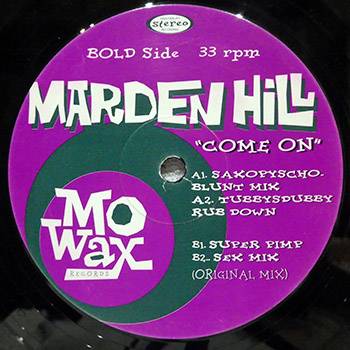 stereo
BOLD Side 33 rpm
MARDEN HILL
"COME ON"
A1. SAXOPYSCHO-
BLUNT MIX
A2. TUBBYSDUBBY
RUB DOWN
B1. SUPER PIMP
B2. SEX MIX
(ORIGINAL MIX)
MO
WAX
RECORDS